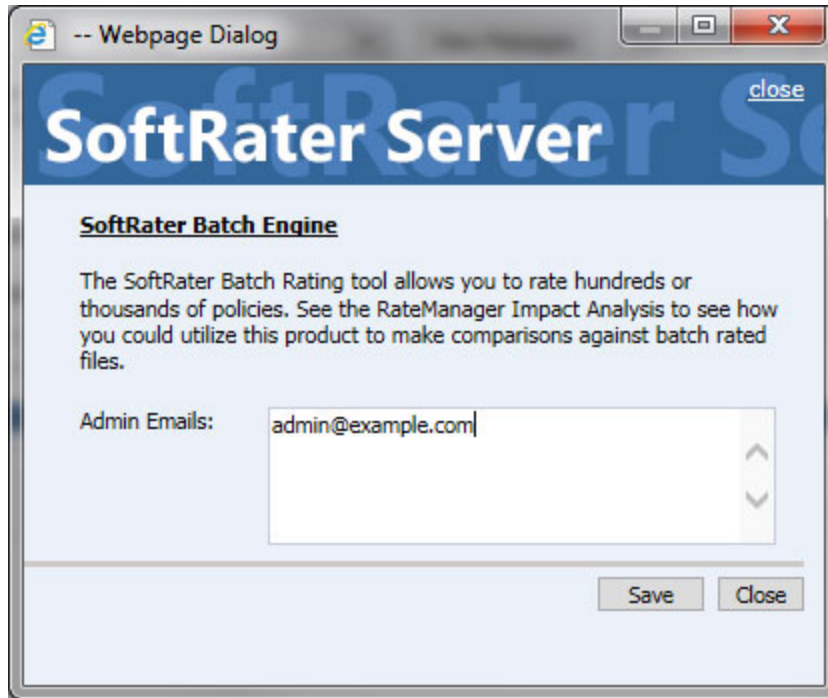 -- Webpage Dialog
close
SoftRater Server
SoftRater Batch Engine
The SoftRater Batch Rating tool allows you to rate hundreds or
thousands of policies. See the RateManager Impact Analysis to see how
you could utilize this product to make comparisons against batch rated
files.
Admin Emails:
admin@example.com
Save
Close